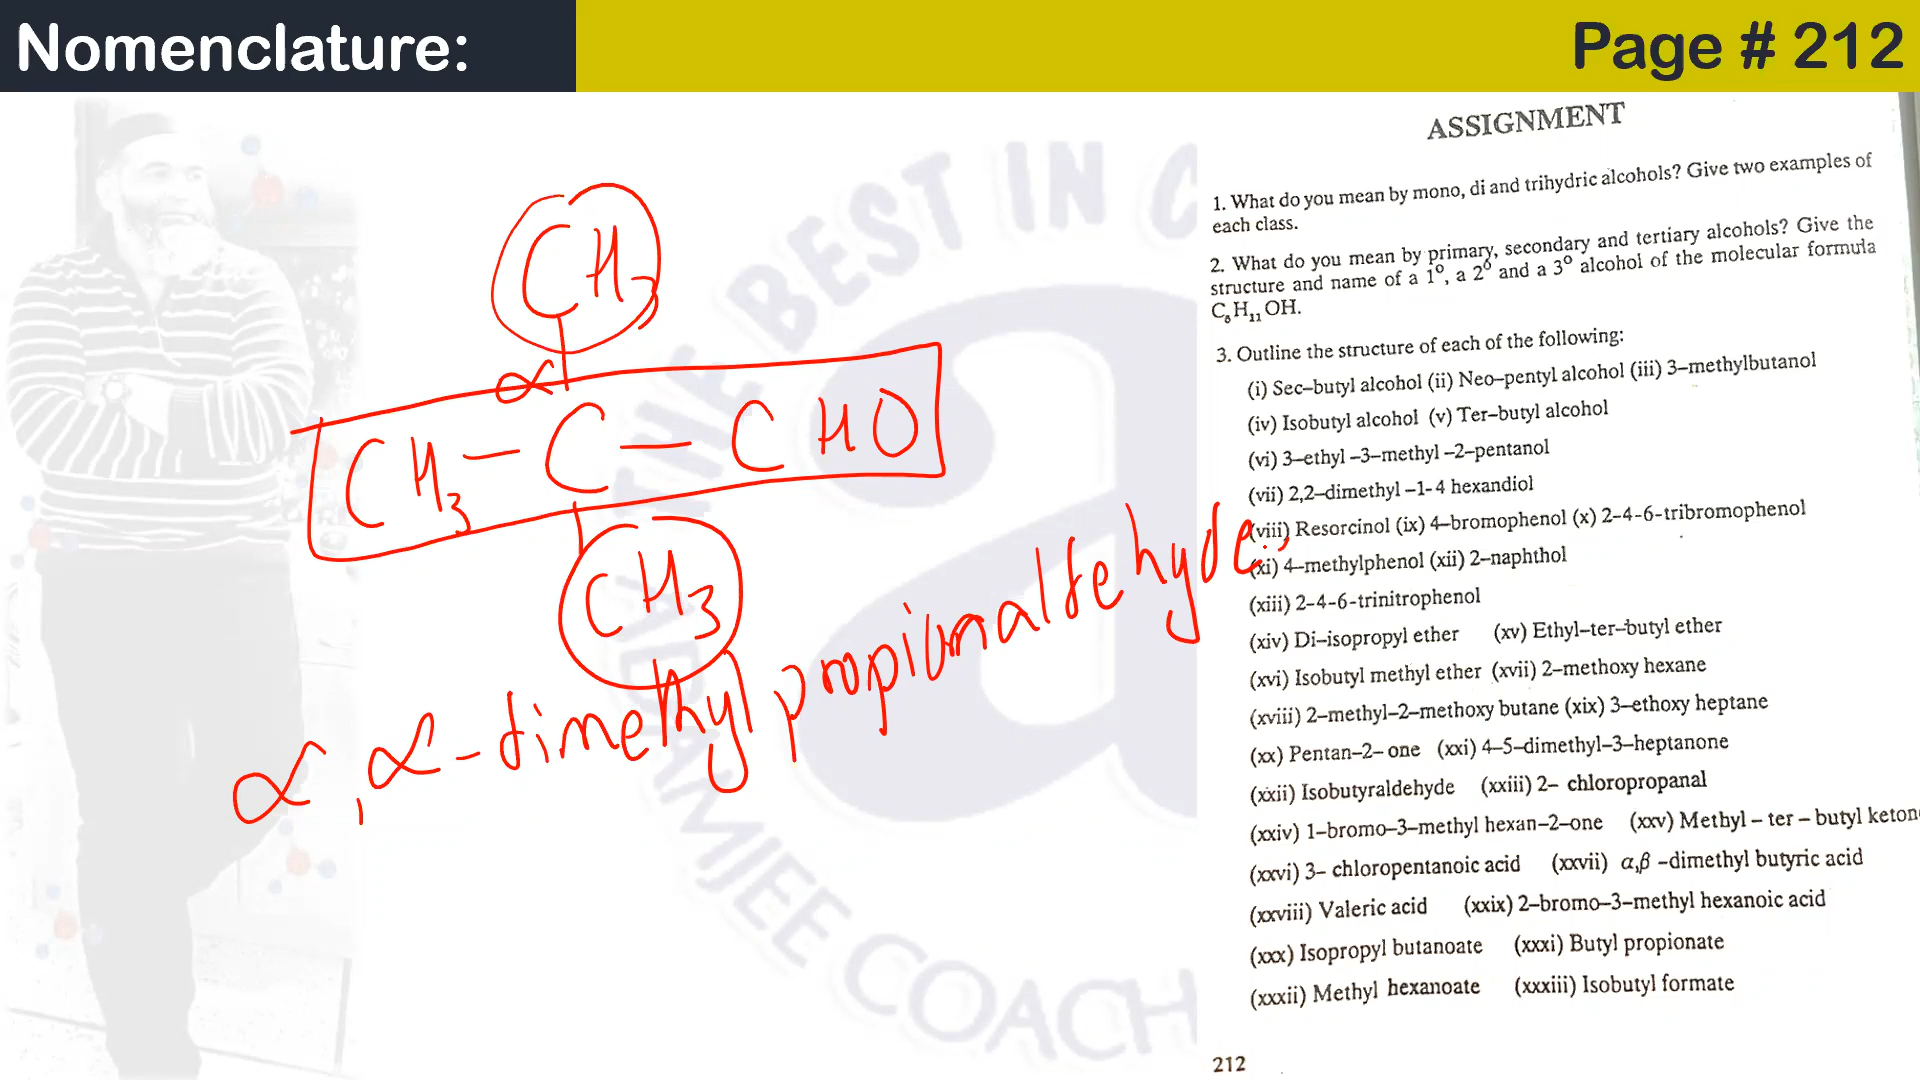 Nomenclature:
Page # 212
THE BEST IN C
ADAMJEE COACH
CH3
α
CH3 – C – CHO
CH3
α, α-dimethyl propionaldehyde
ASSIGNMENT
1. What do you mean by mono, di and trihydric alcohols? Give two examples of
each class.
2. What do you mean by primary, secondary and tertiary alcohols? Give the
structure and name of a 1°, a 2° and a 3° alcohol of the molecular formula
C₅H₁₁ OH.
3. Outline the structure of each of the following:
(i) Sec–butyl alcohol (ii) Neo–pentyl alcohol (iii) 3–methylbutanol
(iv) Isobutyl alcohol (v) Ter–butyl alcohol
(vi) 3–ethyl –3–methyl –2–pentanol
(vii) 2,2–dimethyl –1- 4 hexandiol
(viii) Resorcinol (ix) 4–bromophenol (x) 2-4-6-tribromophenol
(xi) 4–methylphenol (xii) 2–naphthol
(xiii) 2-4-6-trinitrophenol
(xiv) Di–isopropyl ether (xv) Ethyl–ter–butyl ether
(xvi) Isobutyl methyl ether (xvii) 2–methoxy hexane
(xviii) 2–methyl–2–methoxy butane (xix) 3–ethoxy heptane
(xx) Pentan–2– one (xxi) 4–5–dimethyl–3–heptanone
(xxii) Isobutyraldehyde (xxiii) 2– chloropropanal
(xxiv) 1–bromo–3–methyl hexan–2–one (xxv) Methyl – ter – butyl keton
(xxvi) 3– chloropentanoic acid (xxvii) α,β –dimethyl butyric acid
(xxviii) Valeric acid (xxix) 2–bromo–3–methyl hexanoic acid
(xxx) Isopropyl butanoate (xxxi) Butyl propionate
(xxxii) Methyl hexanoate (xxxiii) Isobutyl formate
212